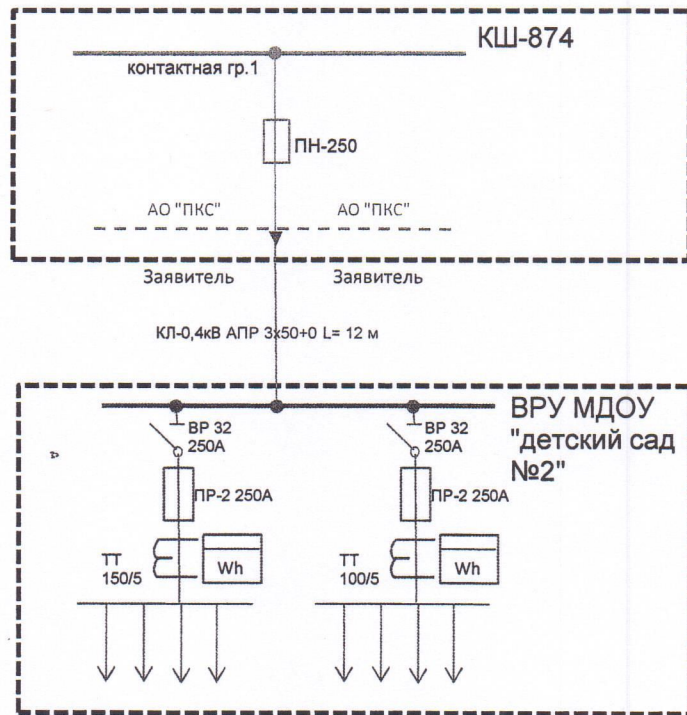 КШ-874
контактная гр.1
ПН-250
АО "ПКС" АО "ПКС"
Заявитель Заявитель
КЛ-0,4кВ АПР 3x50+0 L= 12 м
ВРУ МДОУ
"детский сад
№2"
ВР 32
250А
ВР 32
250А
ПР-2 250А
ПР-2 250А
ТТ
150/5
Wh
ТТ
100/5
Wh